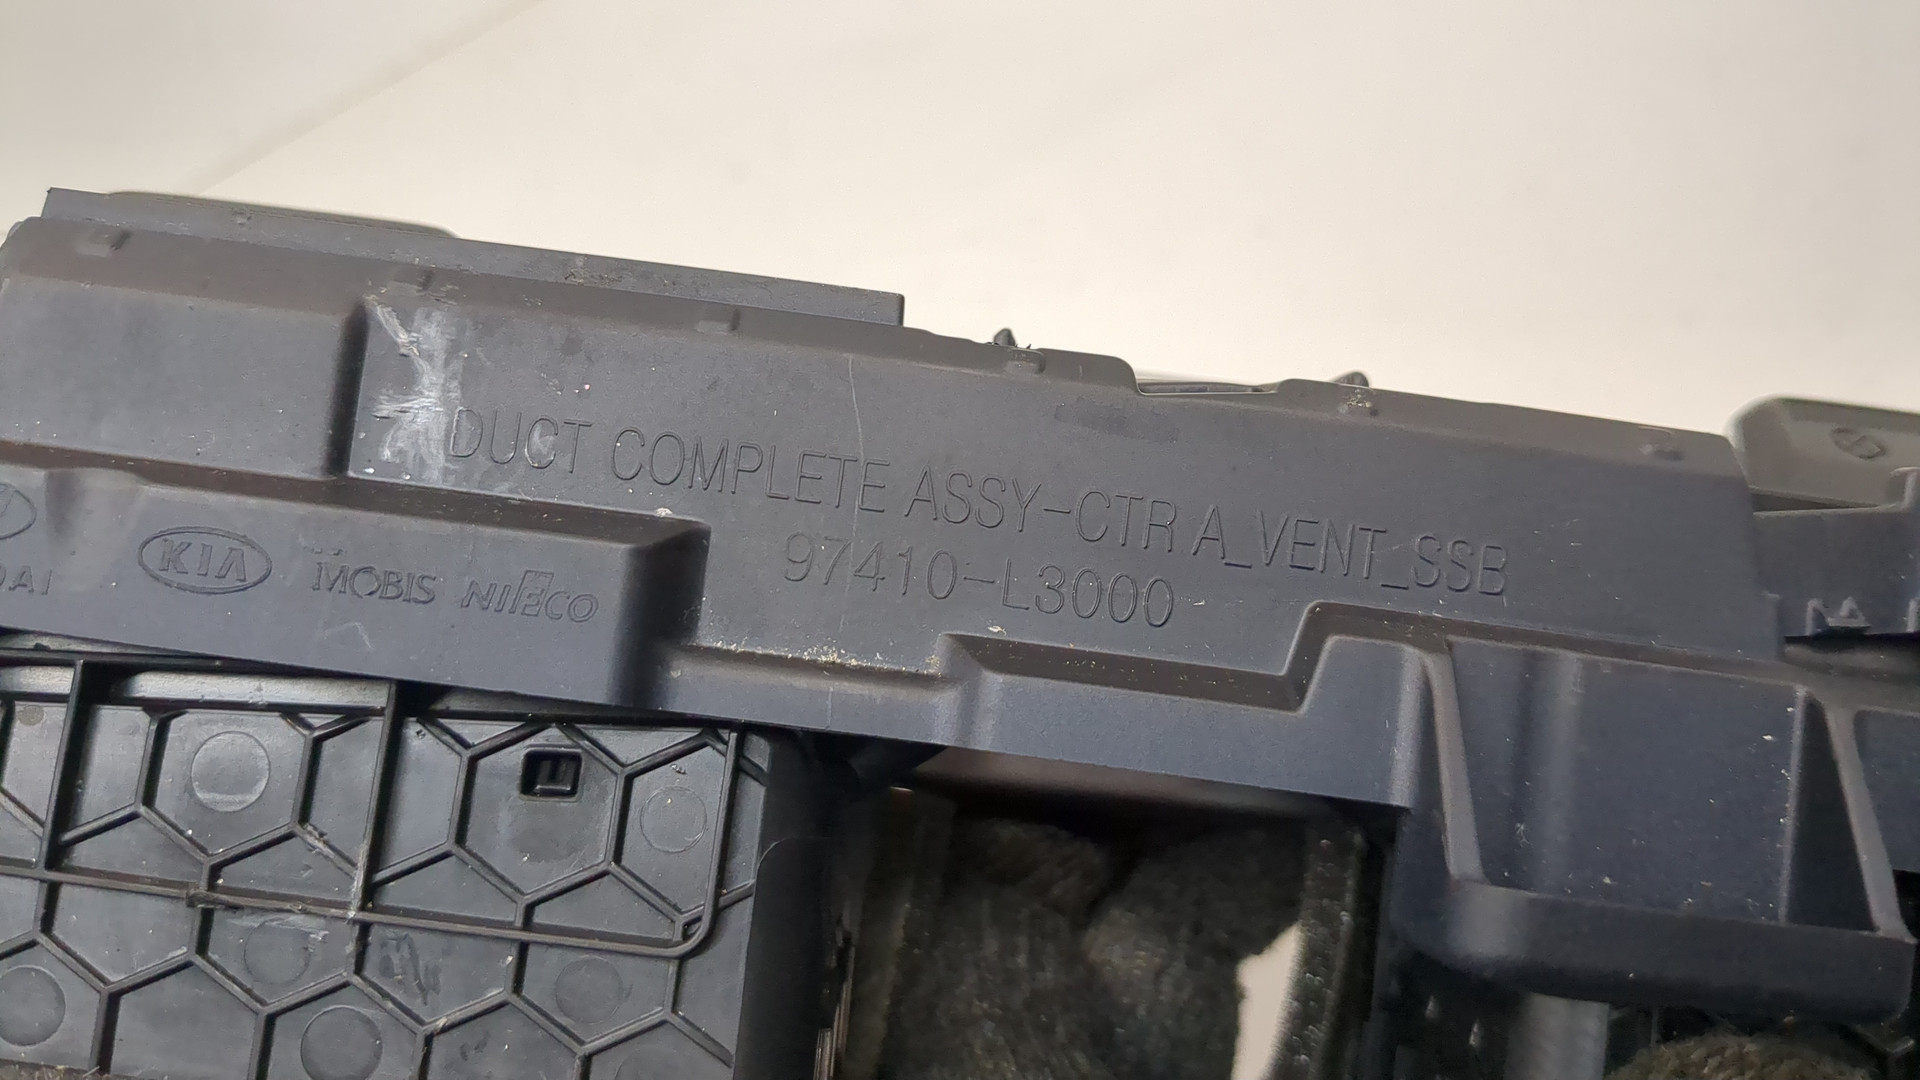 DUCT COMPLETE ASSY-CTR A_VENT_SSB
97410-L3000
KIA MOBIS NIFCO